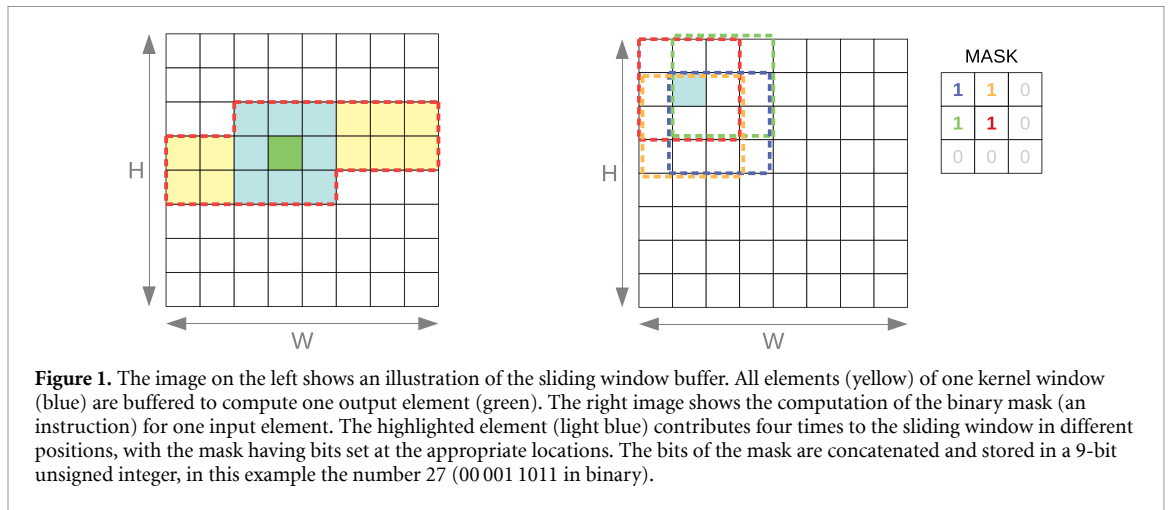 H
W
H
W
MASK
1 1 0
1 1 0
0 0 0
Figure 1. The image on the left shows an illustration of the sliding window buffer. All elements (yellow) of one kernel window
(blue) are buffered to compute one output element (green). The right image shows the computation of the binary mask (an
instruction) for one input element. The highlighted element (light blue) contributes four times to the sliding window in different
positions, with the mask having bits set at the appropriate locations. The bits of the mask are concatenated and stored in a 9-bit
unsigned integer, in this example the number 27 (00 001 1011 in binary).